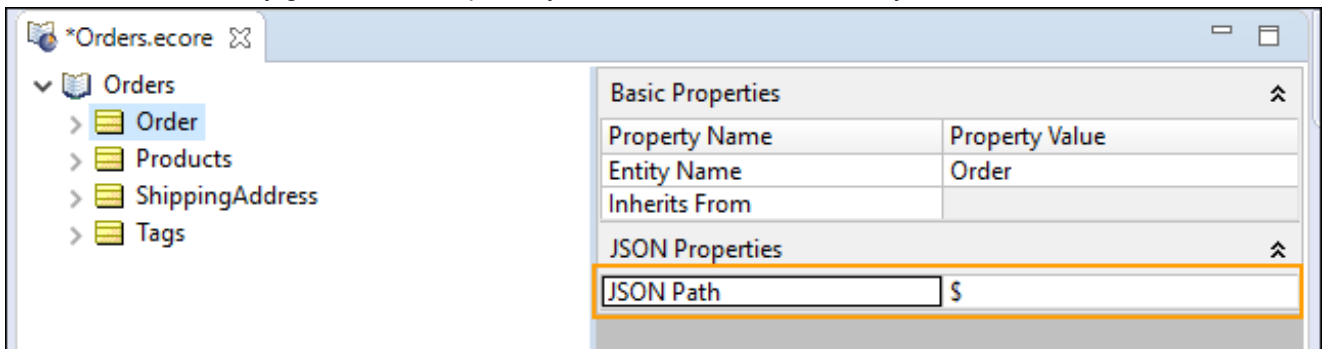 *Orders.ecore
Orders
Order
Products
ShippingAddress
Tags
Basic Properties
Property Name Property Value
Entity Name Order
Inherits From
JSON Properties
JSON Path $